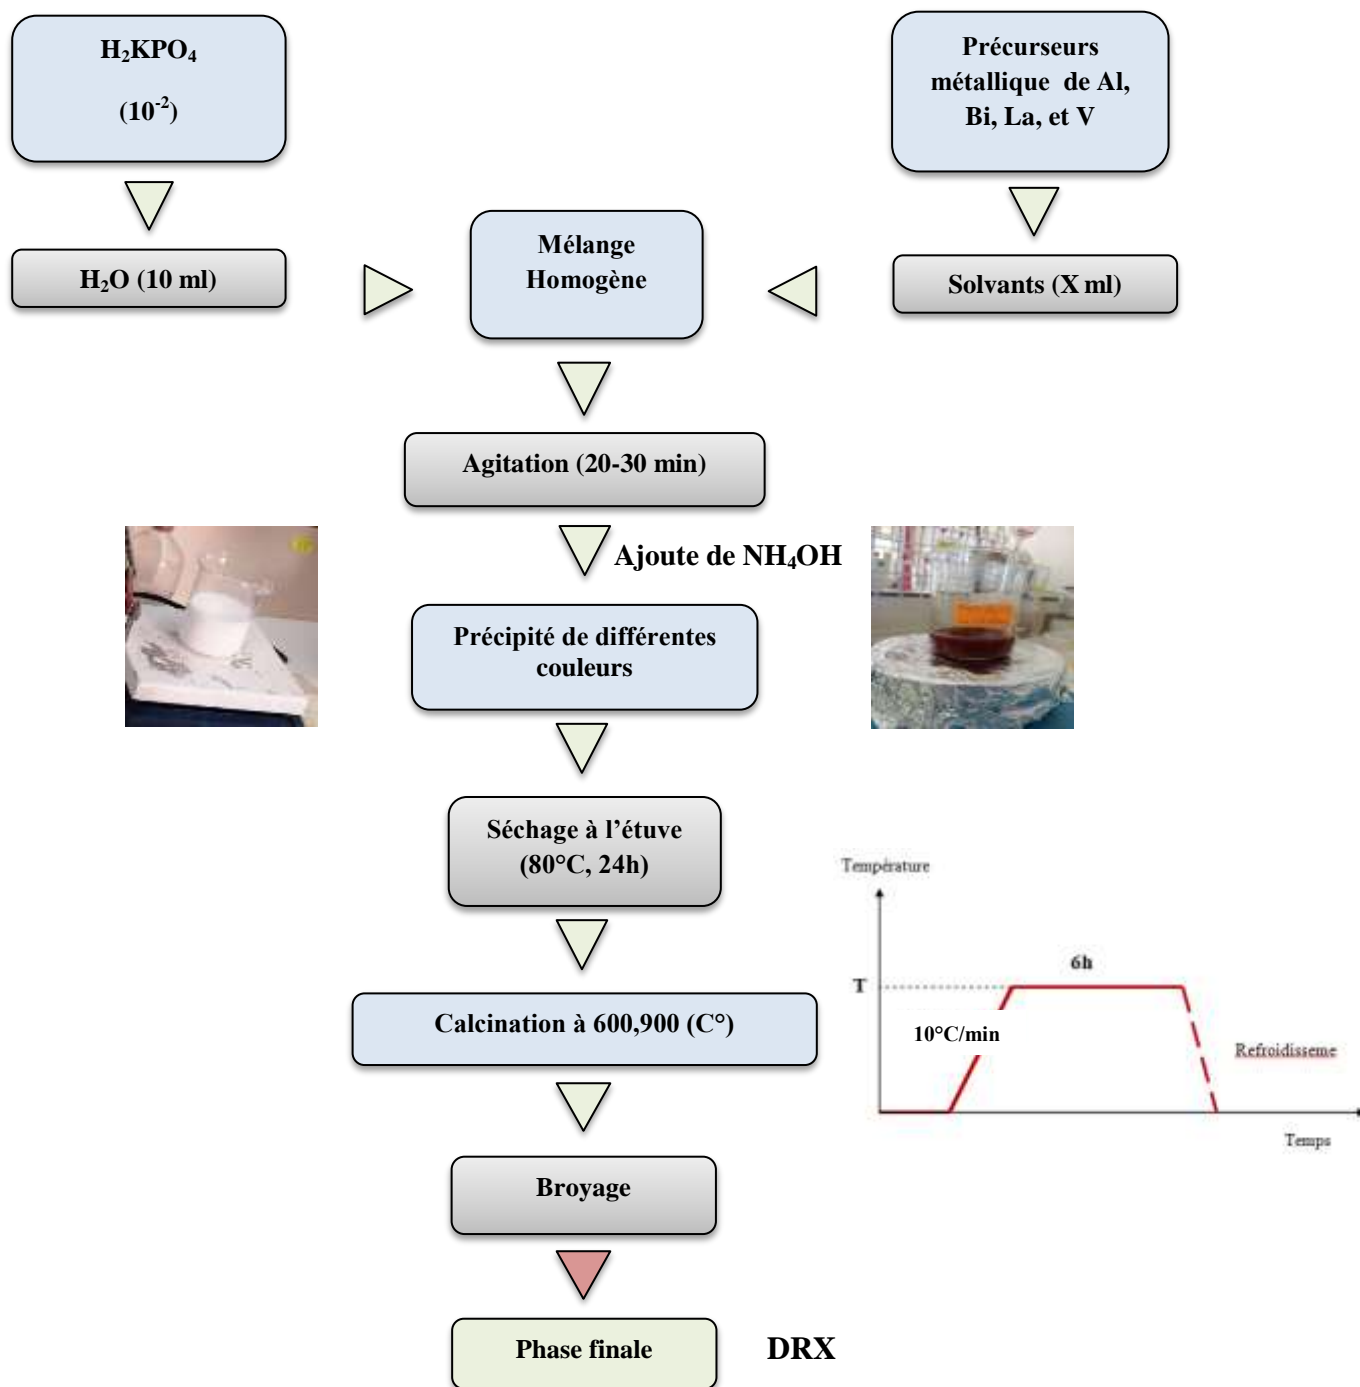 H₂KPO₄
(10⁻²)
Précurseurs
métallique de Al,
Bi, La, et V
H₂O (10 ml)
Mélange
Homogène
Solvants (X ml)
Agitation (20-30 min)
Ajoute de NH₄OH
Précipité de différentes
couleurs
Séchage à l'étuve
(80°C, 24h)
Calcination à 600,900 (C°)
Broyage
Phase finale
DRX
Température
6h
T
10°C/min
Refroidisseme
Temps